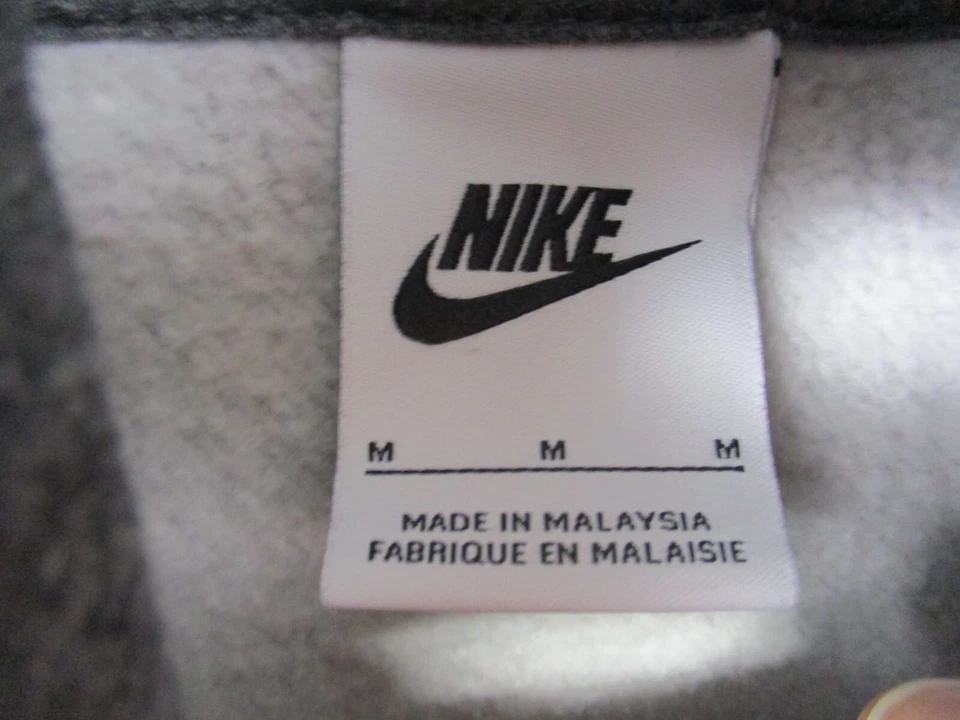 NIKE
M M M
MADE IN MALAYSIA
FABRIQUE EN MALAISIE